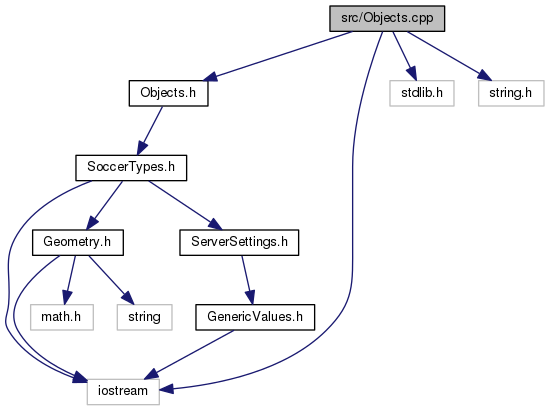 src/Objects.cpp
Objects.h
stdlib.h
string.h
SoccerTypes.h
Geometry.h
ServerSettings.h
math.h
string
GenericValues.h
iostream